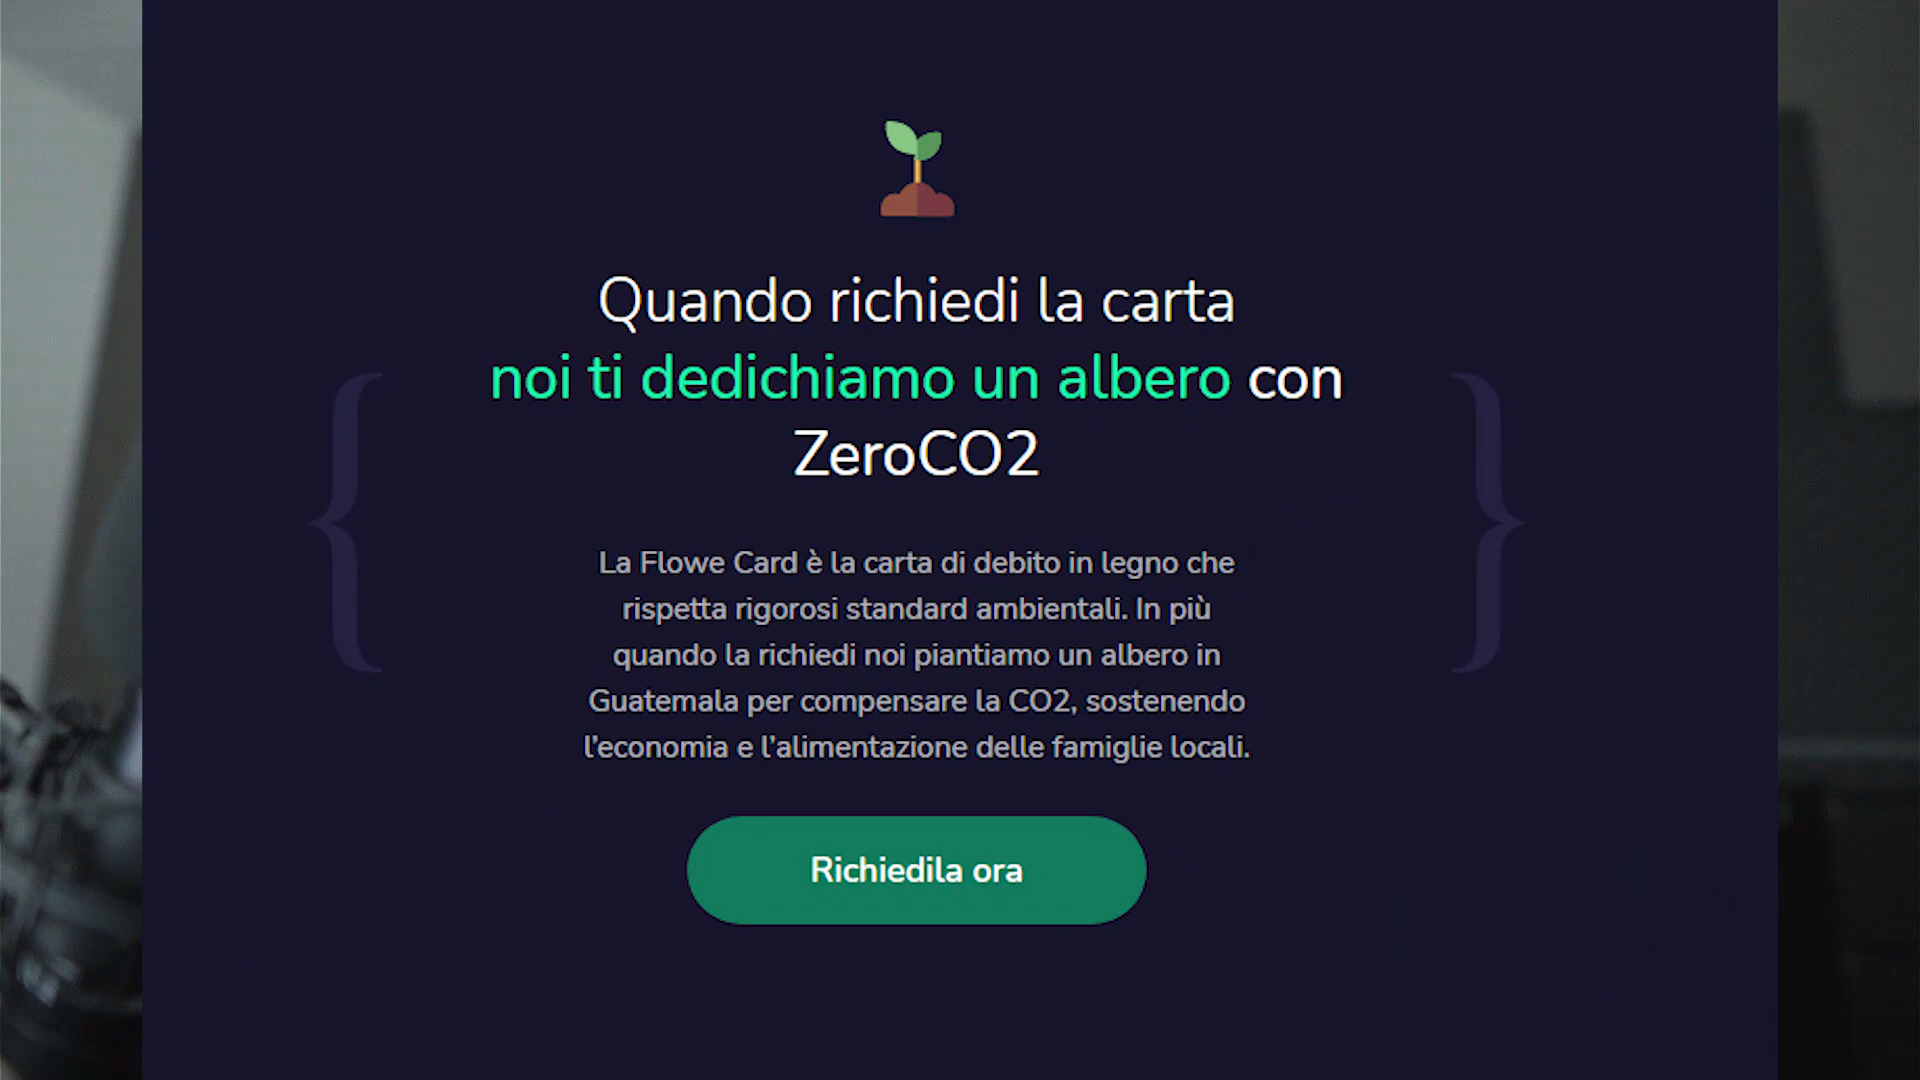 Quando richiedi la carta
noi ti dedichiamo un albero con
ZeroCO2
La Flowe Card è la carta di debito in legno che
rispetta rigorosi standard ambientali. In più
quando la richiedi noi piantiamo un albero in
Guatemala per compensare la CO2, sostenendo
l’economia e l’alimentazione delle famiglie locali.
Richiedila ora